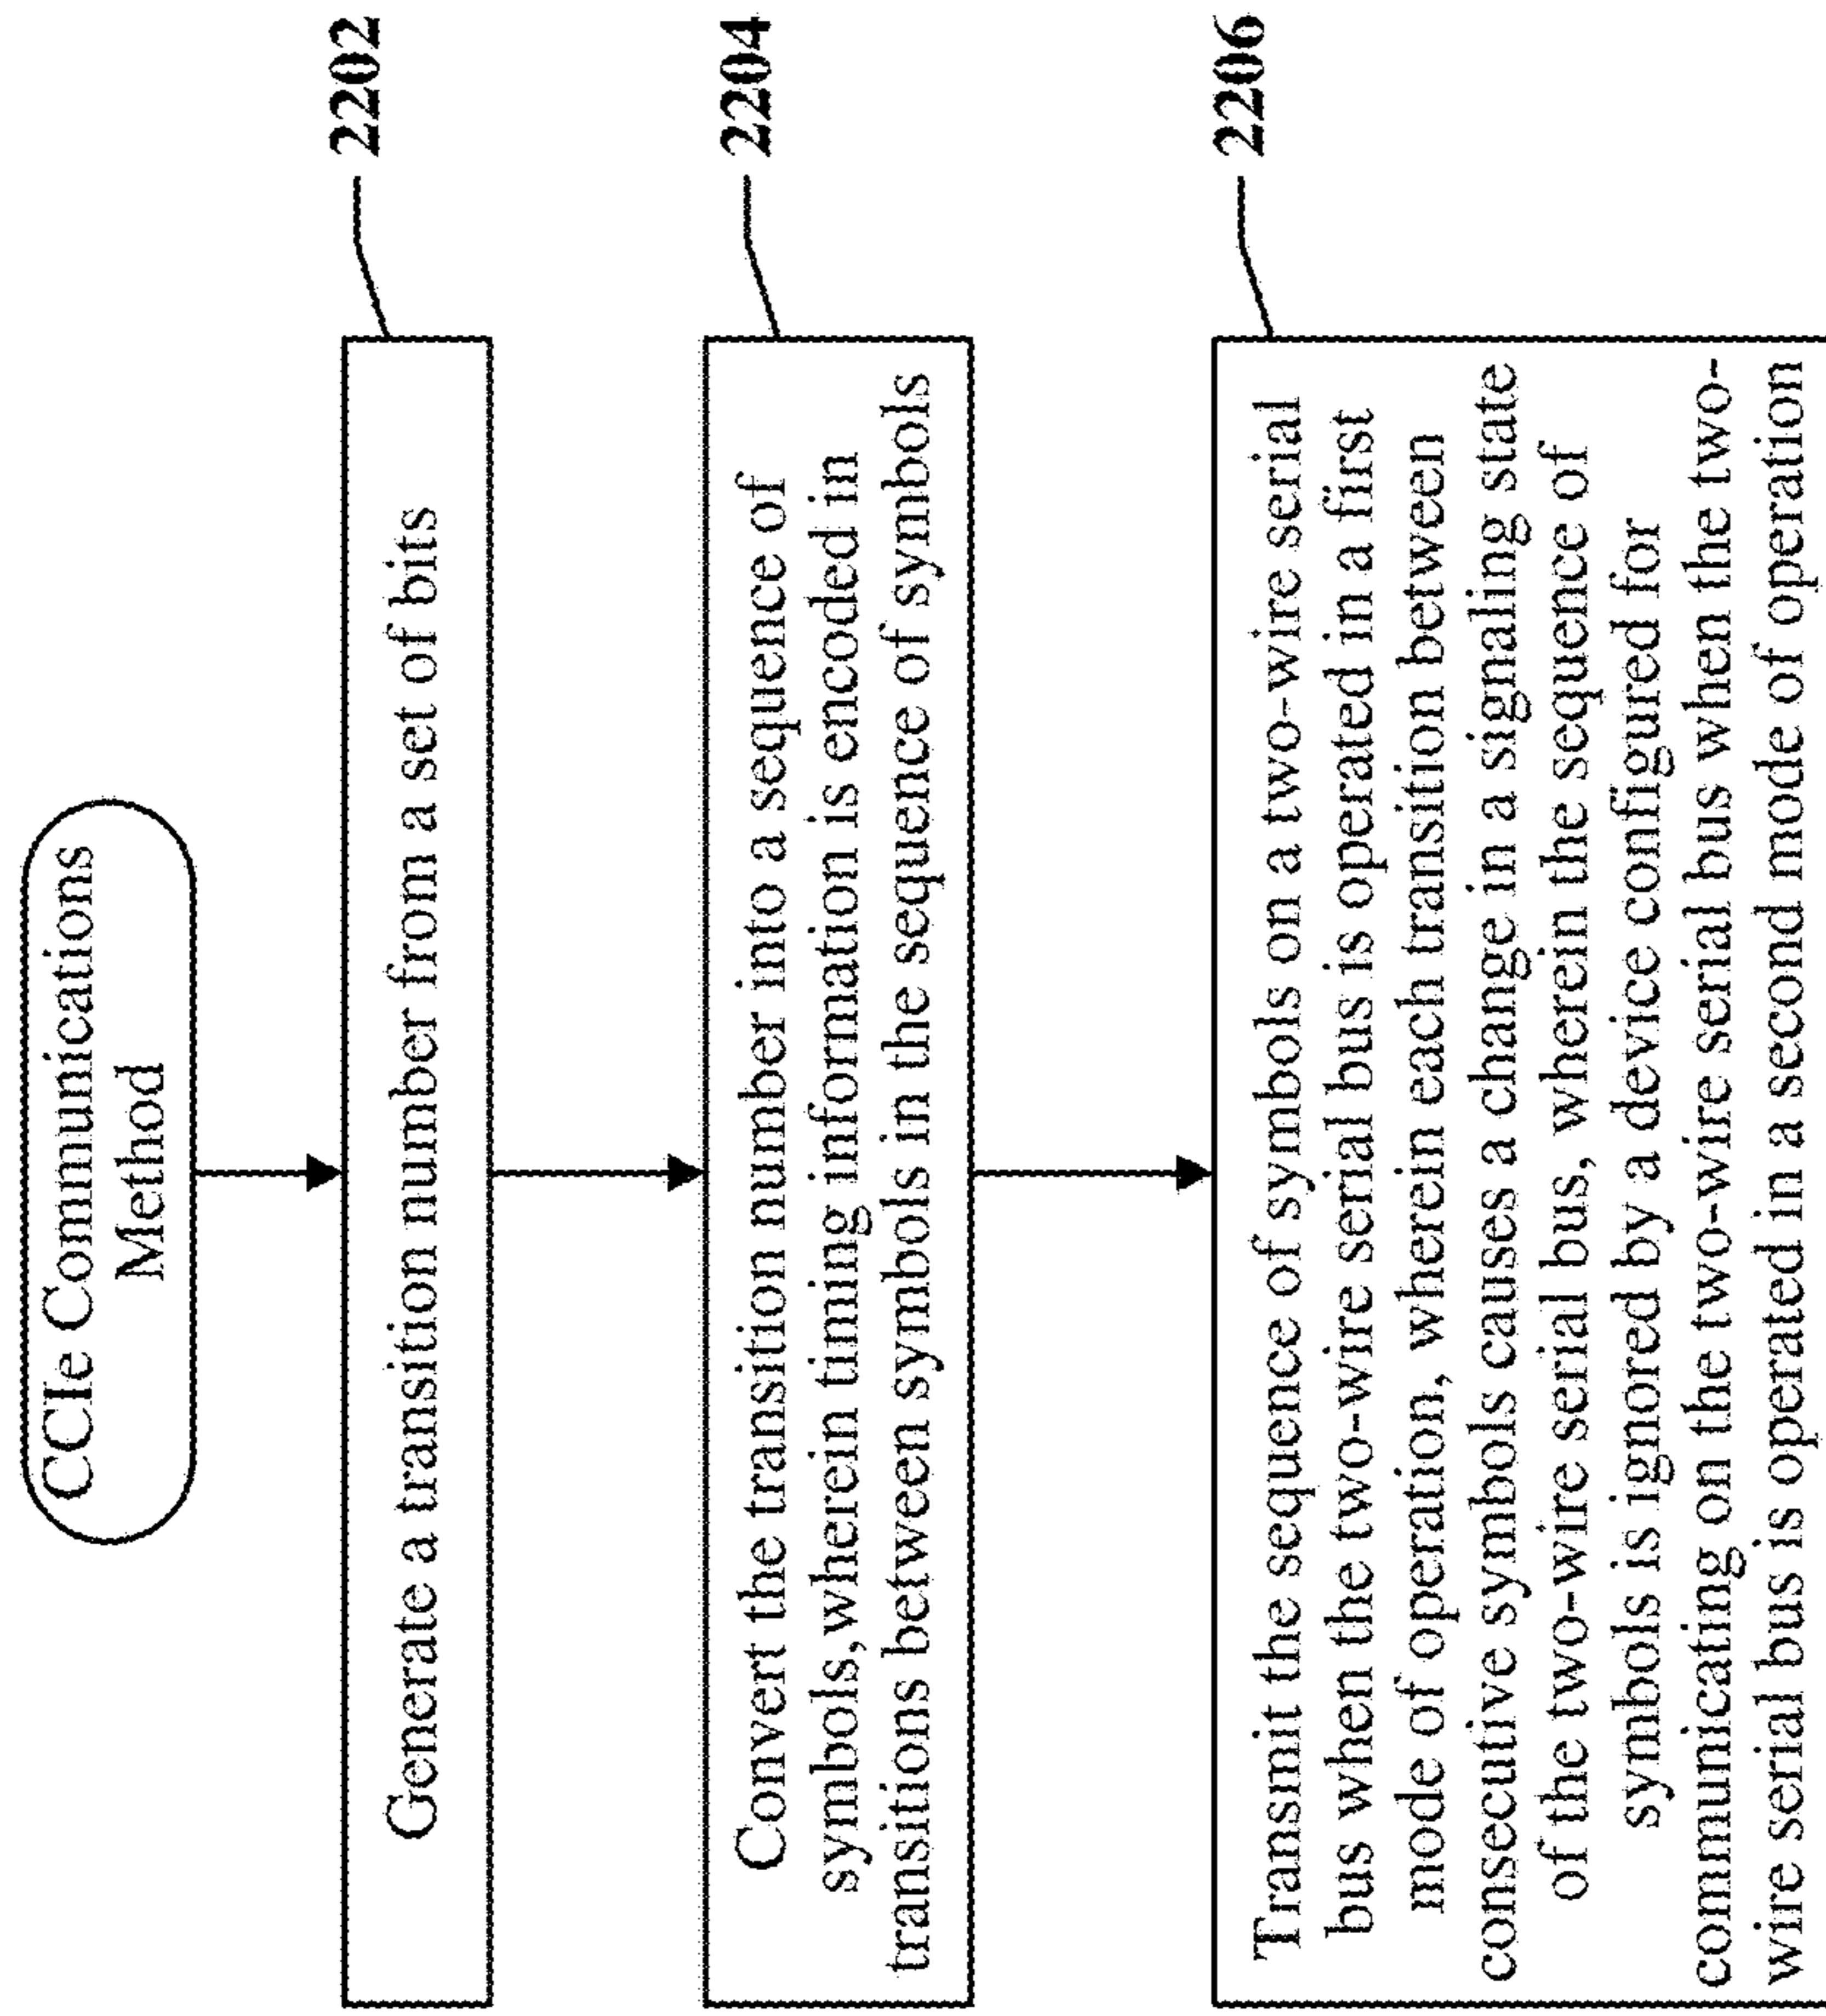 CCIe Communications
Method
2202
Generate a transition number from a set of bits
2204
Convert the transition number into a sequence of
symbols,wherein timing information is encoded in
transitions between symbols in the sequence of symbols
2206
Transmit the sequence of symbols on a two-wire serial
bus when the two-wire serial bus is operated in a first
mode of operation, wherein each transition between
consecutive symbols causes a change in a signaling state
of the two-wire serial bus, wherein the sequence of
symbols is ignored by a device configured for
communicating on the two-wire serial bus when the two-
wire serial bus is operated in a second mode of operation